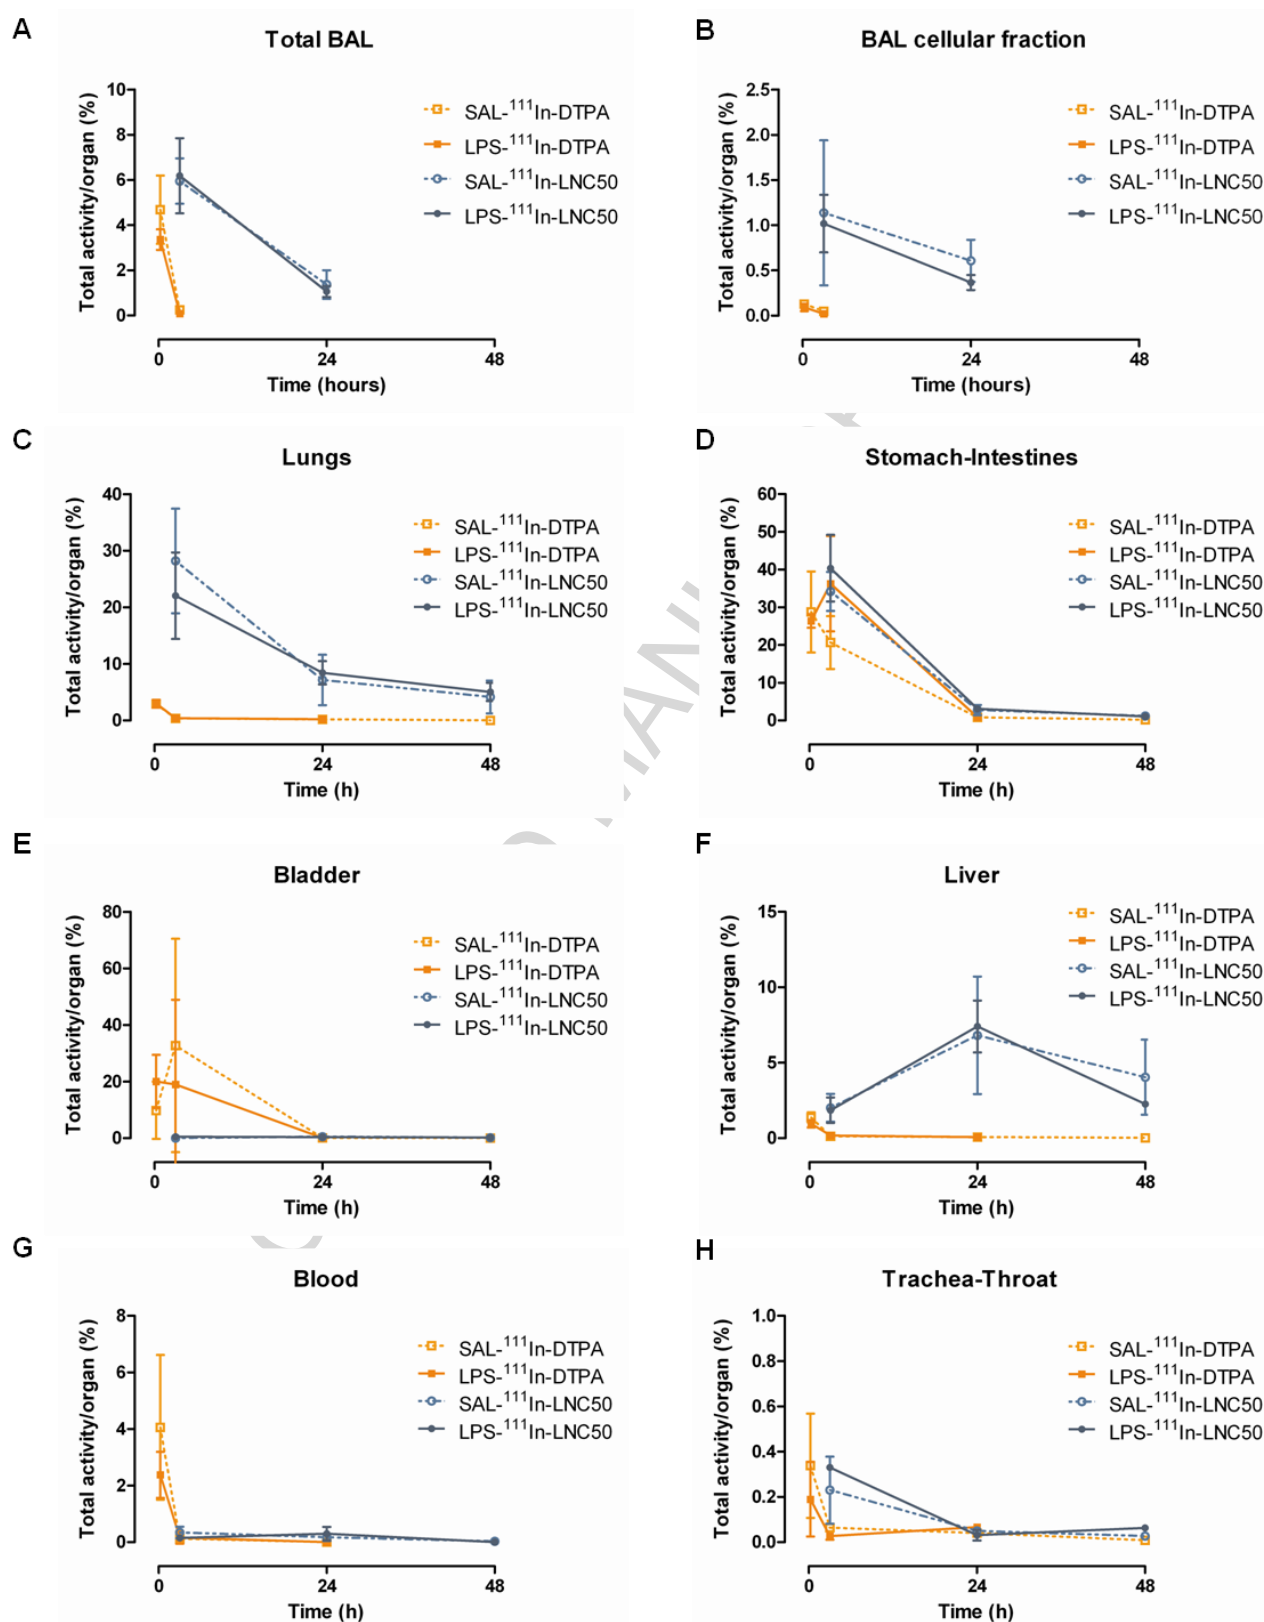 A
Total BAL
Total activity/organ (%)
10
8
6
4
2
0
0 24 48
Time (hours)
SAL-¹¹¹In-DTPA
LPS-¹¹¹In-DTPA
SAL-¹¹¹In-LNC50
LPS-¹¹¹In-LNC50
B
BAL cellular fraction
Total activity/organ (%)
2.5
2.0
1.5
1.0
0.5
0.0
0 24 48
Time (hours)
SAL-¹¹¹In-DTPA
LPS-¹¹¹In-DTPA
SAL-¹¹¹In-LNC50
LPS-¹¹¹In-LNC50
C
Lungs
Total activity/organ (%)
40
30
20
10
0
0 24 48
Time (h)
SAL-¹¹¹In-DTPA
LPS-¹¹¹In-DTPA
SAL-¹¹¹In-LNC50
LPS-¹¹¹In-LNC50
D
Stomach-Intestines
Total activity/organ (%)
60
50
40
30
20
10
0
0 24 48
Time (h)
SAL-¹¹¹In-DTPA
LPS-¹¹¹In-DTPA
SAL-¹¹¹In-LNC50
LPS-¹¹¹In-LNC50
E
Bladder
Total activity/organ (%)
80
60
40
20
0
0 24 48
Time (h)
SAL-¹¹¹In-DTPA
LPS-¹¹¹In-DTPA
SAL-¹¹¹In-LNC50
LPS-¹¹¹In-LNC50
F
Liver
Total activity/organ (%)
15
10
5
0
0 24 48
Time (h)
SAL-¹¹¹In-DTPA
LPS-¹¹¹In-DTPA
SAL-¹¹¹In-LNC50
LPS-¹¹¹In-LNC50
G
Blood
Total activity/organ (%)
8
6
4
2
0
0 24 48
Time (h)
SAL-¹¹¹In-DTPA
LPS-¹¹¹In-DTPA
SAL-¹¹¹In-LNC50
LPS-¹¹¹In-LNC50
H
Trachea-Throat
Total activity/organ (%)
1.0
0.8
0.6
0.4
0.2
0.0
0 24 48
Time (h)
SAL-¹¹¹In-DTPA
LPS-¹¹¹In-DTPA
SAL-¹¹¹In-LNC50
LPS-¹¹¹In-LNC50